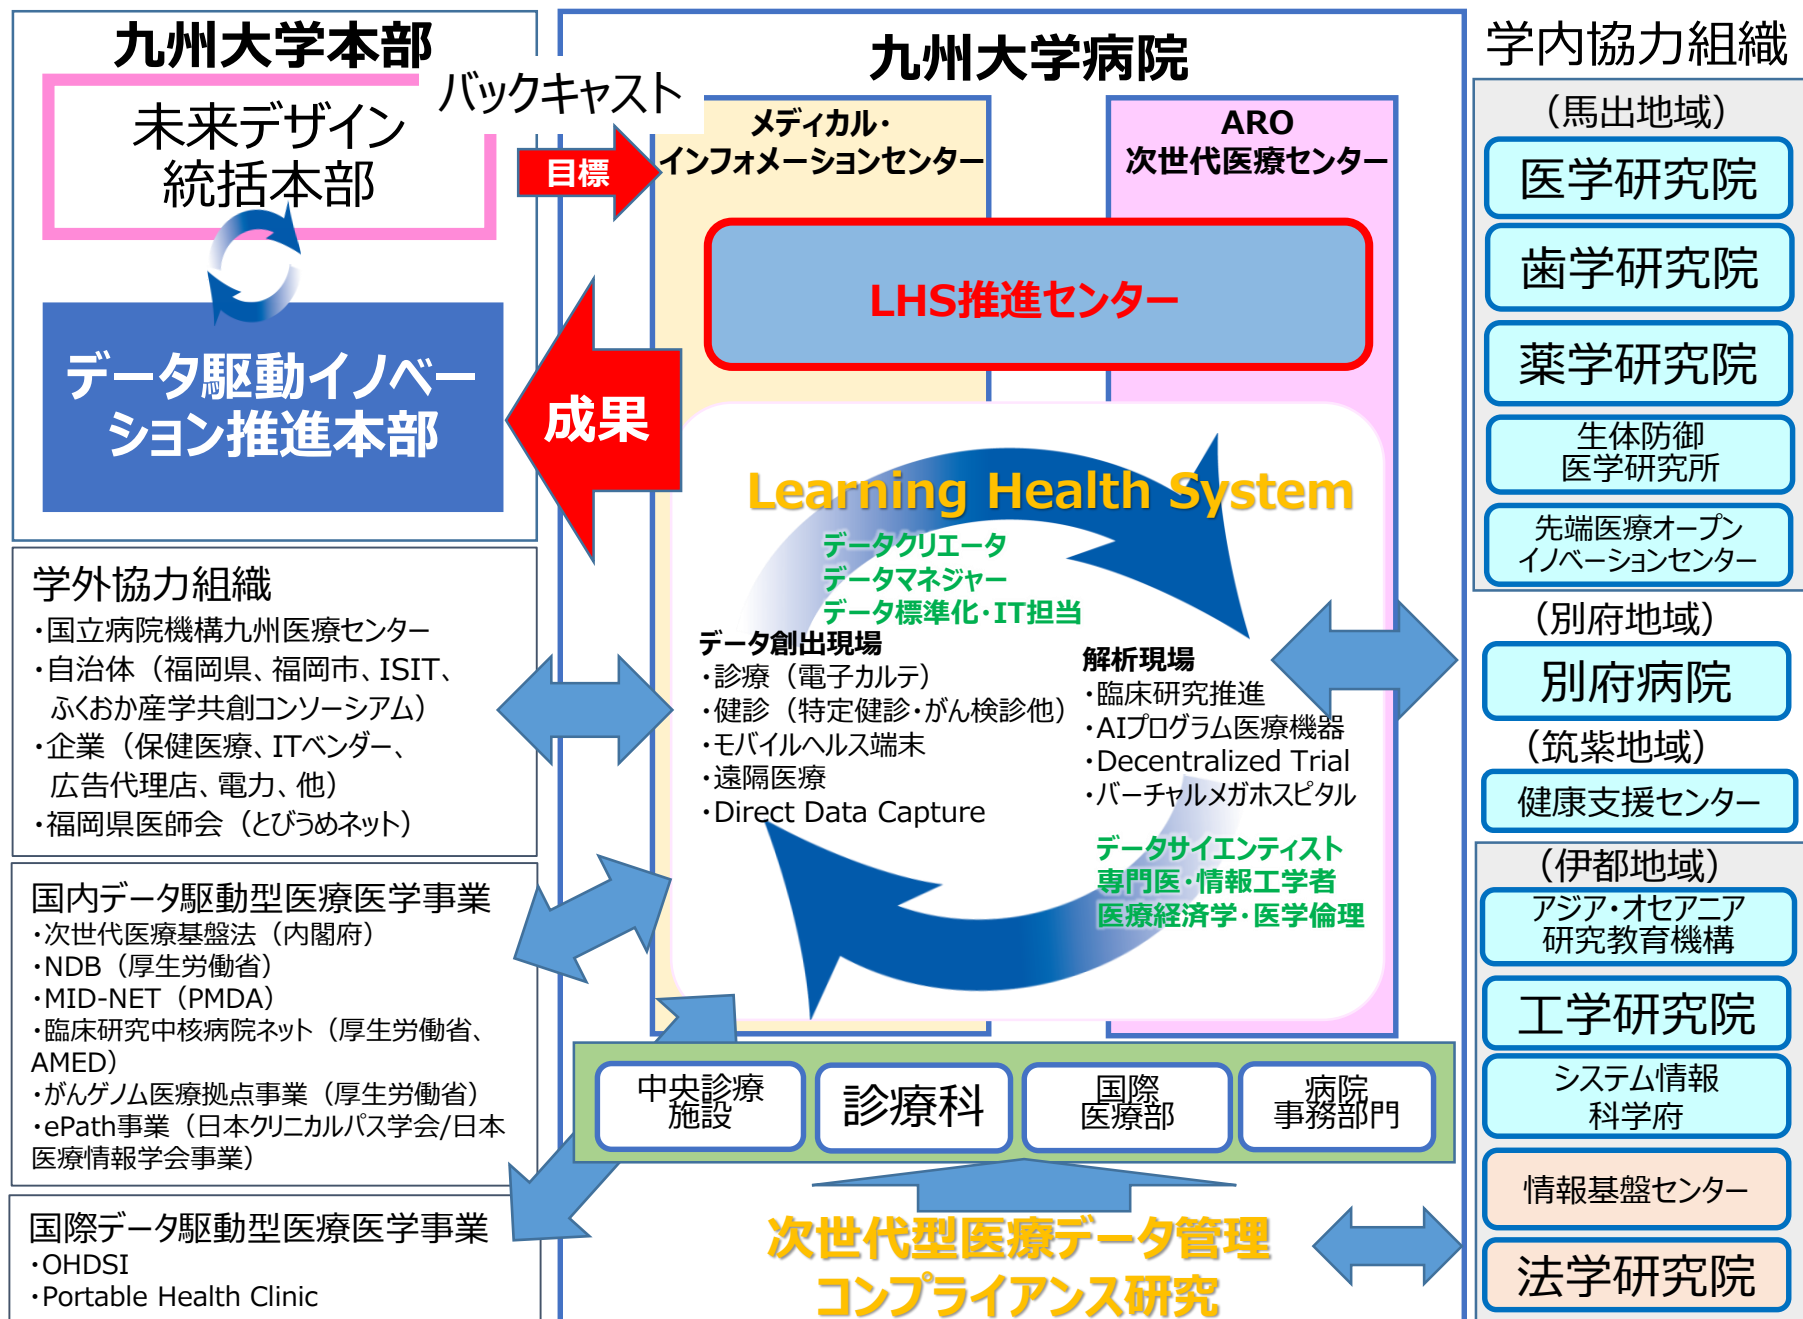 九州大学本部
未来デザイン
統括本部
バックキャスト
目標
データ駆動イノベー
ション推進本部
成果
学外協力組織
・国立病院機構九州医療センター
・自治体（福岡県、福岡市、ISIT、
ふくおか産学共創コンソーシアム）
・企業（保健医療、ITベンダー、
広告代理店、電力、他）
・福岡県医師会（とびうめネット）
国内データ駆動型医療医学事業
・次世代医療基盤法（内閣府）
・NDB（厚生労働省）
・MID-NET（PMDA）
・臨床研究中核病院ネット（厚生労働省、
AMED）
・がんゲノム医療拠点事業（厚生労働省）
・ePath事業（日本クリニカルパス学会/日本
医療情報学会事業）
国際データ駆動型医療医学事業
・OHDSI
・Portable Health Clinic
九州大学病院
メディカル・
インフォメーションセンター
ARO
次世代医療センター
LHS推進センター
Learning Health System
データクリエータ
データマネジャー
データ標準化・IT担当
データ創出現場
・診療（電子カルテ）
・健診（特定健診・がん検診他）
・モバイルヘルス端末
・遠隔医療
・Direct Data Capture
解析現場
・臨床研究推進
・AIプログラム医療機器
・Decentralized Trial
・バーチャルメガホスピタル
データサイエンティスト
専門医・情報工学者
医療経済学・医学倫理
中央診療
施設
診療科
国際
医療部
病院
事務部門
次世代型医療データ管理
コンプライアンス研究
学内協力組織
（馬出地域）
医学研究院
歯学研究院
薬学研究院
生体防御
医学研究所
先端医療オープン
イノベーションセンター
（別府地域）
別府病院
（筑紫地域）
健康支援センター
（伊都地域）
アジア・オセアニア
研究教育機構
工学研究院
システム情報
科学府
情報基盤センター
法学研究院